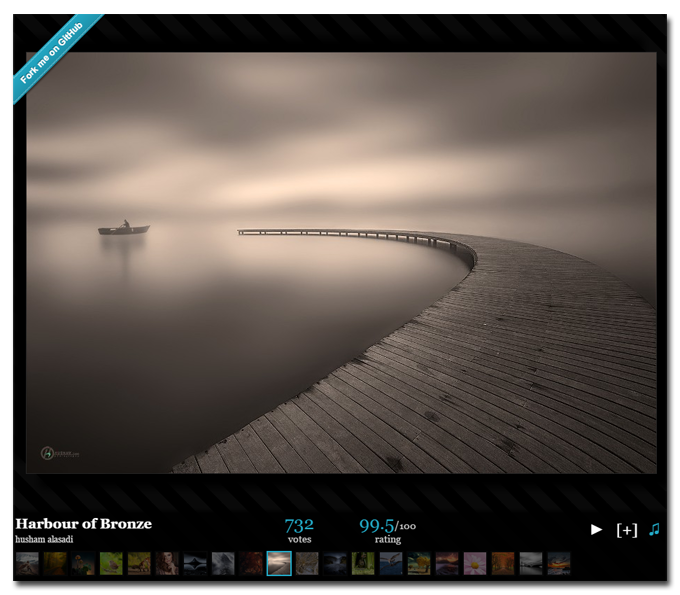 Fork me on GitHub
Harbour of Bronze
husham alasadi
732
votes
99.5/100
rating
[+]